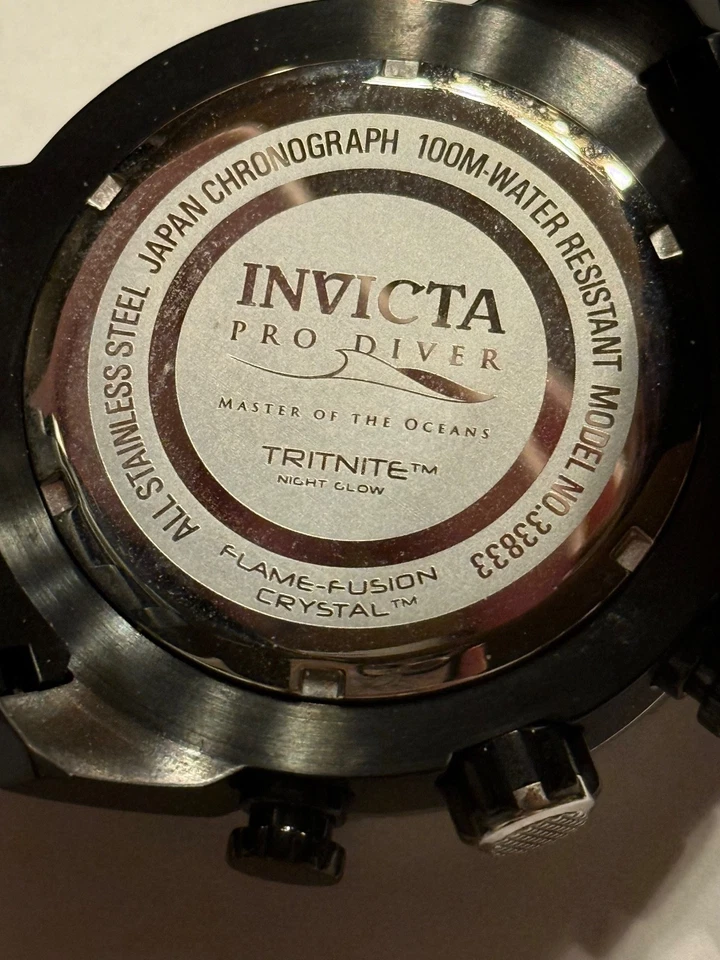 ALL STAINLESS STEEL JAPAN CHRONOGRAPH 100M-WATER RESISTANT MODEL NO.33833
INVICTA
PRO DIVER
MASTER OF THE OCEANS
TRITNITE™
NIGHT GLOW
FLAME-FUSION
CRYSTAL™